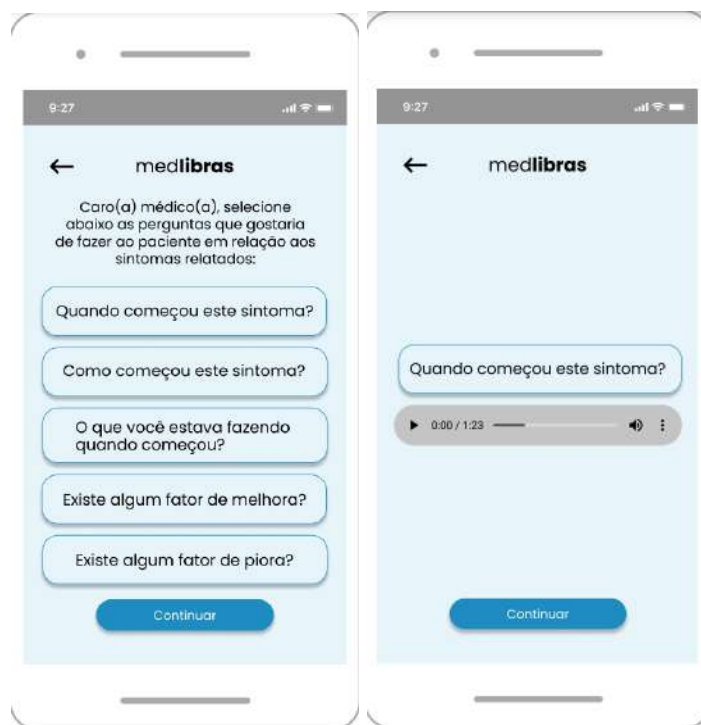 9:27
medlibras
Caro(a) médico(a), selecione
abaixo as perguntas que gostaria
de fazer ao paciente em relação aos
sintomas relatados:
Quando começou este sintoma?
Como começou este sintoma?
O que você estava fazendo
quando começou?
Existe algum fator de melhora?
Existe algum fator de piora?
Continuar
9:27
medlibras
Quando começou este sintoma?
0:00 / 1:23
Continuar